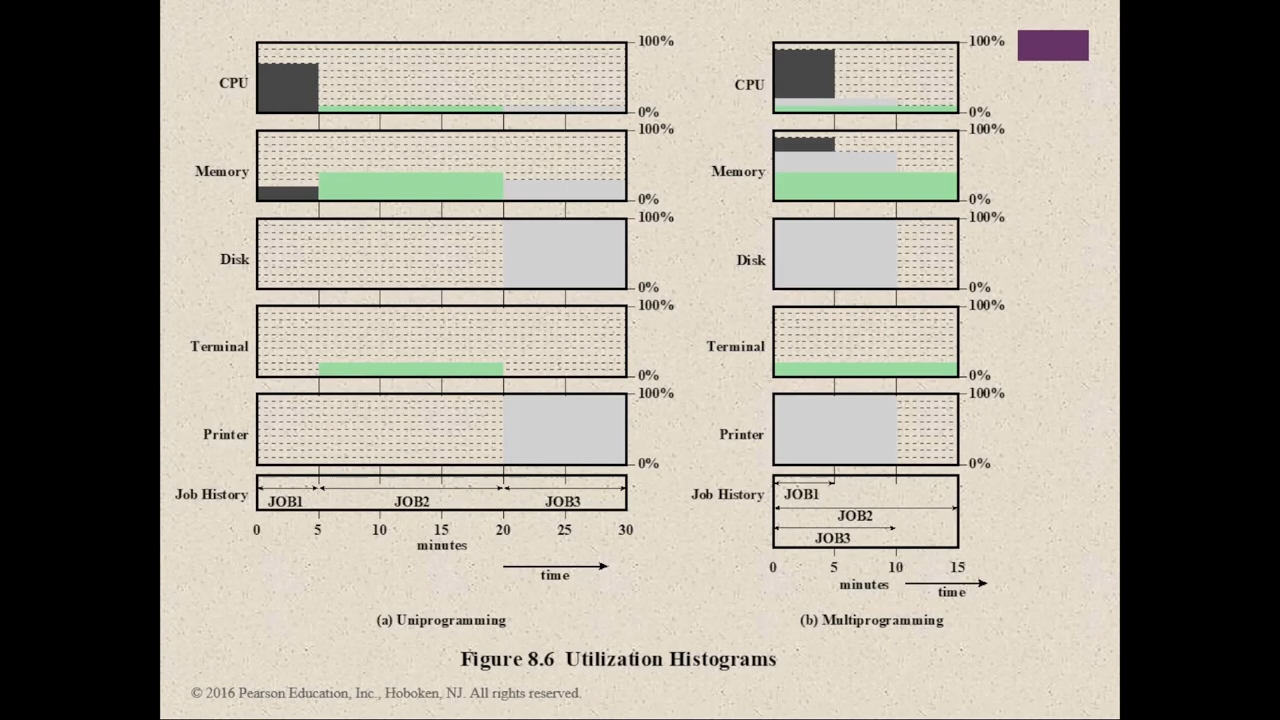 100%
CPU
0%
100%
Memory
0%
100%
Disk
0%
100%
Terminal
0%
100%
Printer
0%
Job History
JOB1 JOB2 JOB3
0 5 10 15 20 25 30
minutes
time
(a) Uniprogramming
100%
CPU
0%
100%
Memory
0%
100%
Disk
0%
100%
Terminal
0%
100%
Printer
0%
Job History
JOB1
JOB2
JOB3
0 5 10 15
minutes
time
(b) Multiprogramming
Figure 8.6 Utilization Histograms
© 2016 Pearson Education, Inc., Hoboken, NJ. All rights reserved.